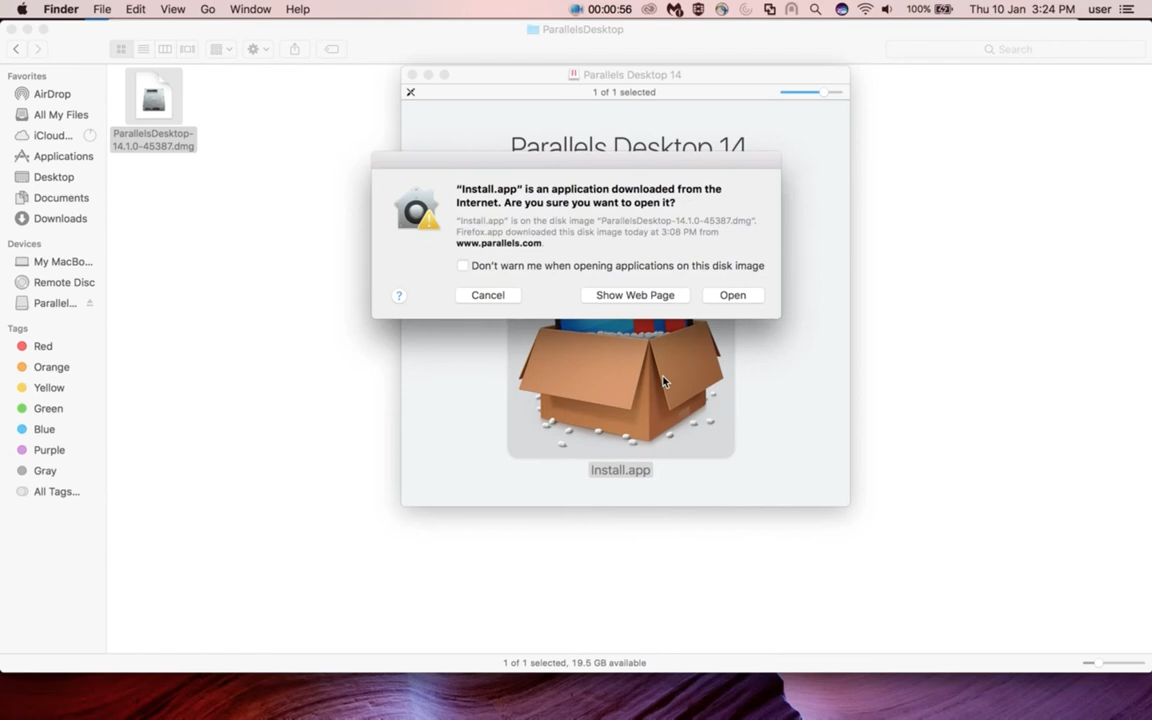 Finder File Edit View Go Window Help 00:00:56 100% Thu 10 Jan 3:24 PM user
ParallelsDesktop
Search
Favorites
AirDrop
All My Files
iCloud...
Applications
Desktop
Documents
Downloads
Devices
My MacBo...
Remote Disc
Parallel...
Tags
Red
Orange
Yellow
Green
Blue
Purple
Gray
All Tags...
ParallelsDesktop-
14.1.0-45387.dmg
Parallels Desktop 14
1 of 1 selected
Parallels Desktop 14
“Install.app” is an application downloaded from the
Internet. Are you sure you want to open it?
“Install.app” is on the disk image “ParallelsDesktop-14.1.0-45387.dmg”.
Firefox.app downloaded this disk image today at 3:08 PM from
www.parallels.com.
Don’t warn me when opening applications on this disk image
? Cancel Show Web Page Open
Install.app
1 of 1 selected, 19.5 GB available